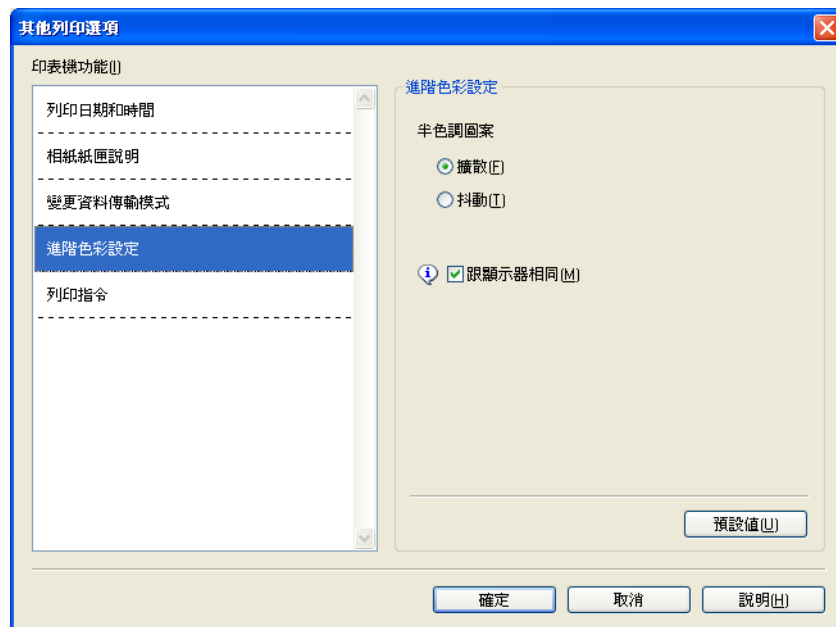 其他列印選項
印表機功能(I)
列印日期和時間
相紙紙匣說明
變更資料傳輸模式
進階色彩設定
列印指令
進階色彩設定
半色調圖案
擴散(F)
抖動(T)
跟顯示器相同(M)
預設值(U)
確定
取消
說明(H)